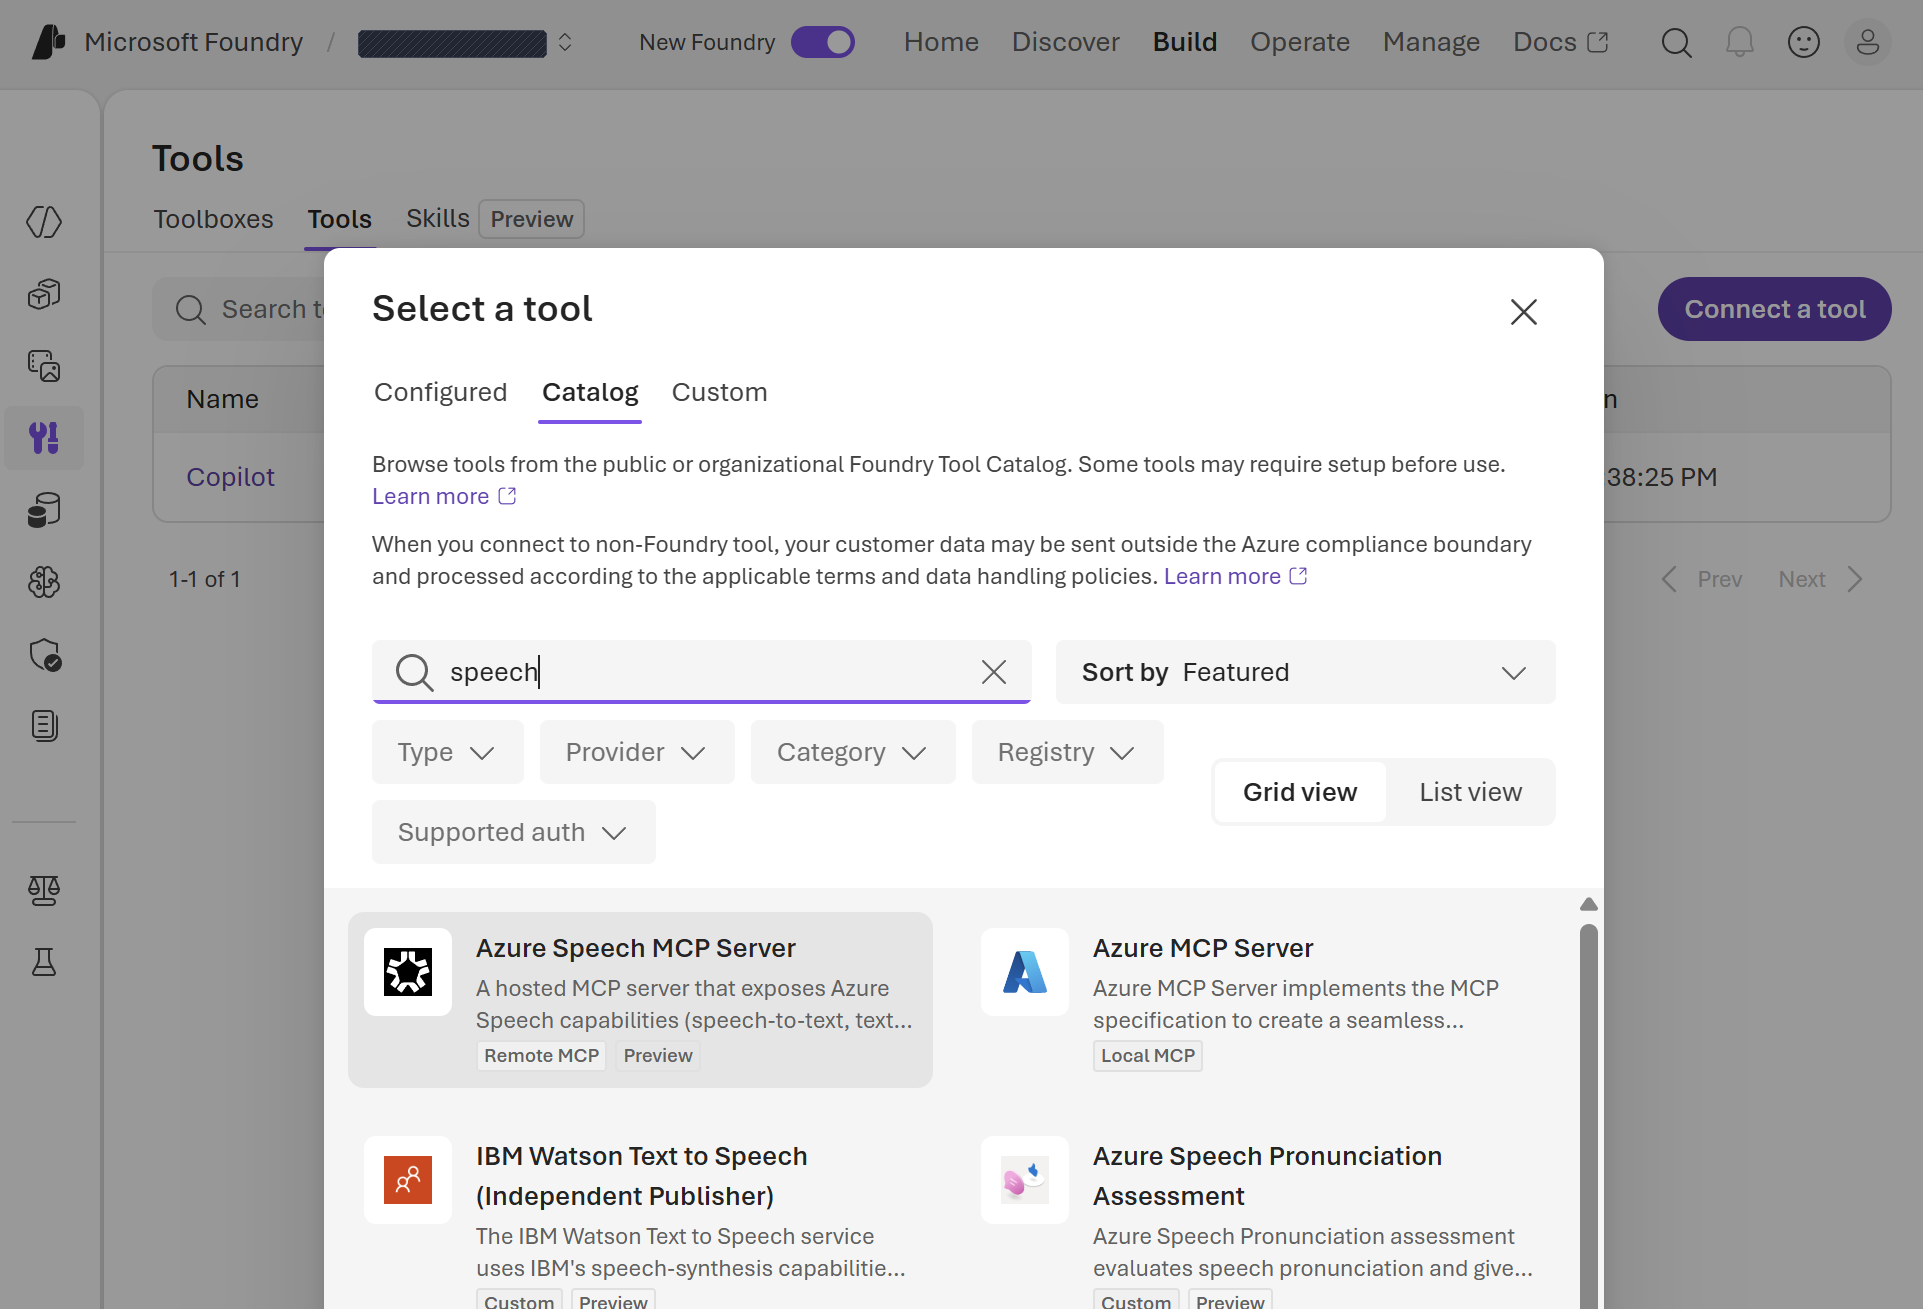 Microsoft Foundry / New Foundry Home Discover Build Operate Manage Docs
Tools
Toolboxes Tools Skills Preview
Search
Connect a tool
Name
Copilot
38:25 PM
1-1 of 1
Prev Next
Select a tool
Configured Catalog Custom
Browse tools from the public or organizational Foundry Tool Catalog. Some tools may require setup before use.
Learn more
When you connect to non-Foundry tool, your customer data may be sent outside the Azure compliance boundary
and processed according to the applicable terms and data handling policies. Learn more
speech
Sort by Featured
Type Provider Category Registry
Supported auth
Grid view List view
Azure Speech MCP Server
A hosted MCP server that exposes Azure
Speech capabilities (speech-to-text, text...
Remote MCP Preview
Azure MCP Server
Azure MCP Server implements the MCP
specification to create a seamless...
Local MCP
IBM Watson Text to Speech
(Independent Publisher)
The IBM Watson Text to Speech service
uses IBM's speech-synthesis capabilitie...
Custom Preview
Azure Speech Pronunciation
Assessment
Azure Speech Pronunciation assessment
evaluates speech pronunciation and give...
Custom Preview